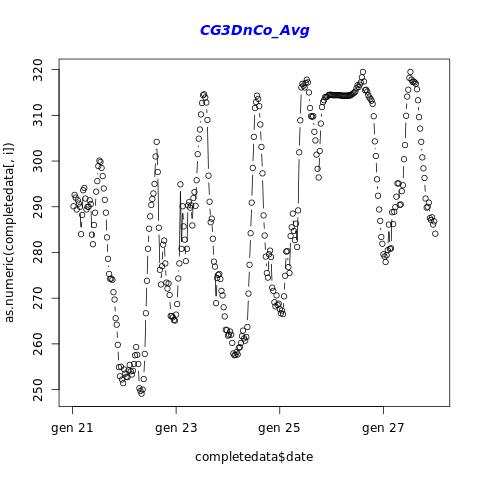 CG3DnCo_Avg
as.numeric(completedata[, i])
320
310
300
290
280
270
260
250
gen 21 gen 23 gen 25 gen 27
completedata$date